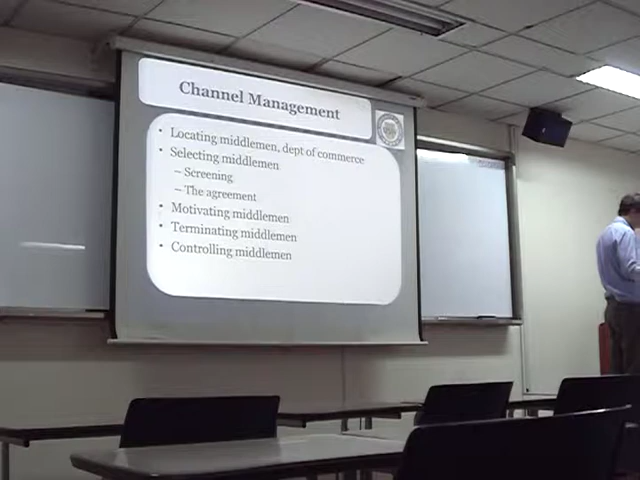 Channel Management
• Locating middlemen, dept of commerce
• Selecting middlemen
– Screening
– The agreement
• Motivating middlemen
• Terminating middlemen
• Controlling middlemen